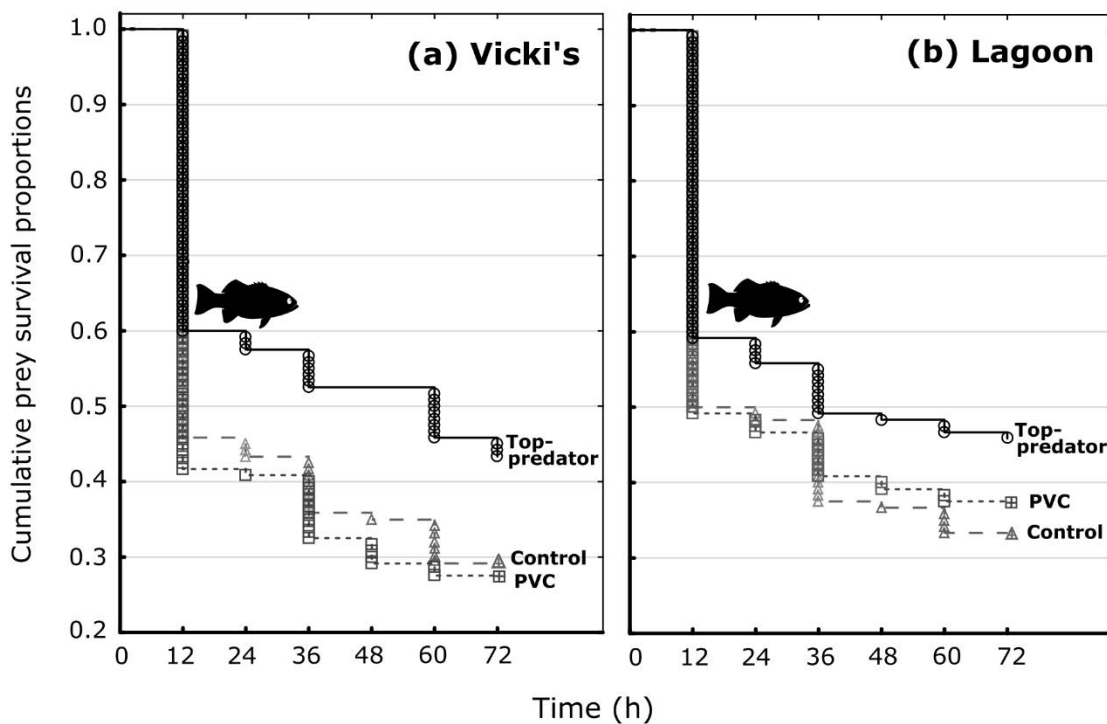 Cumulative prey survival proportions
1.0
0.9
0.8
0.7
0.6
0.5
0.4
0.3
0.2
(a) Vicki's
Top-
predator
Control
PVC
0 12 24 36 48 60 72
(b) Lagoon
Top-
predator
PVC
Control
0 12 24 36 48 60 72
Time (h)